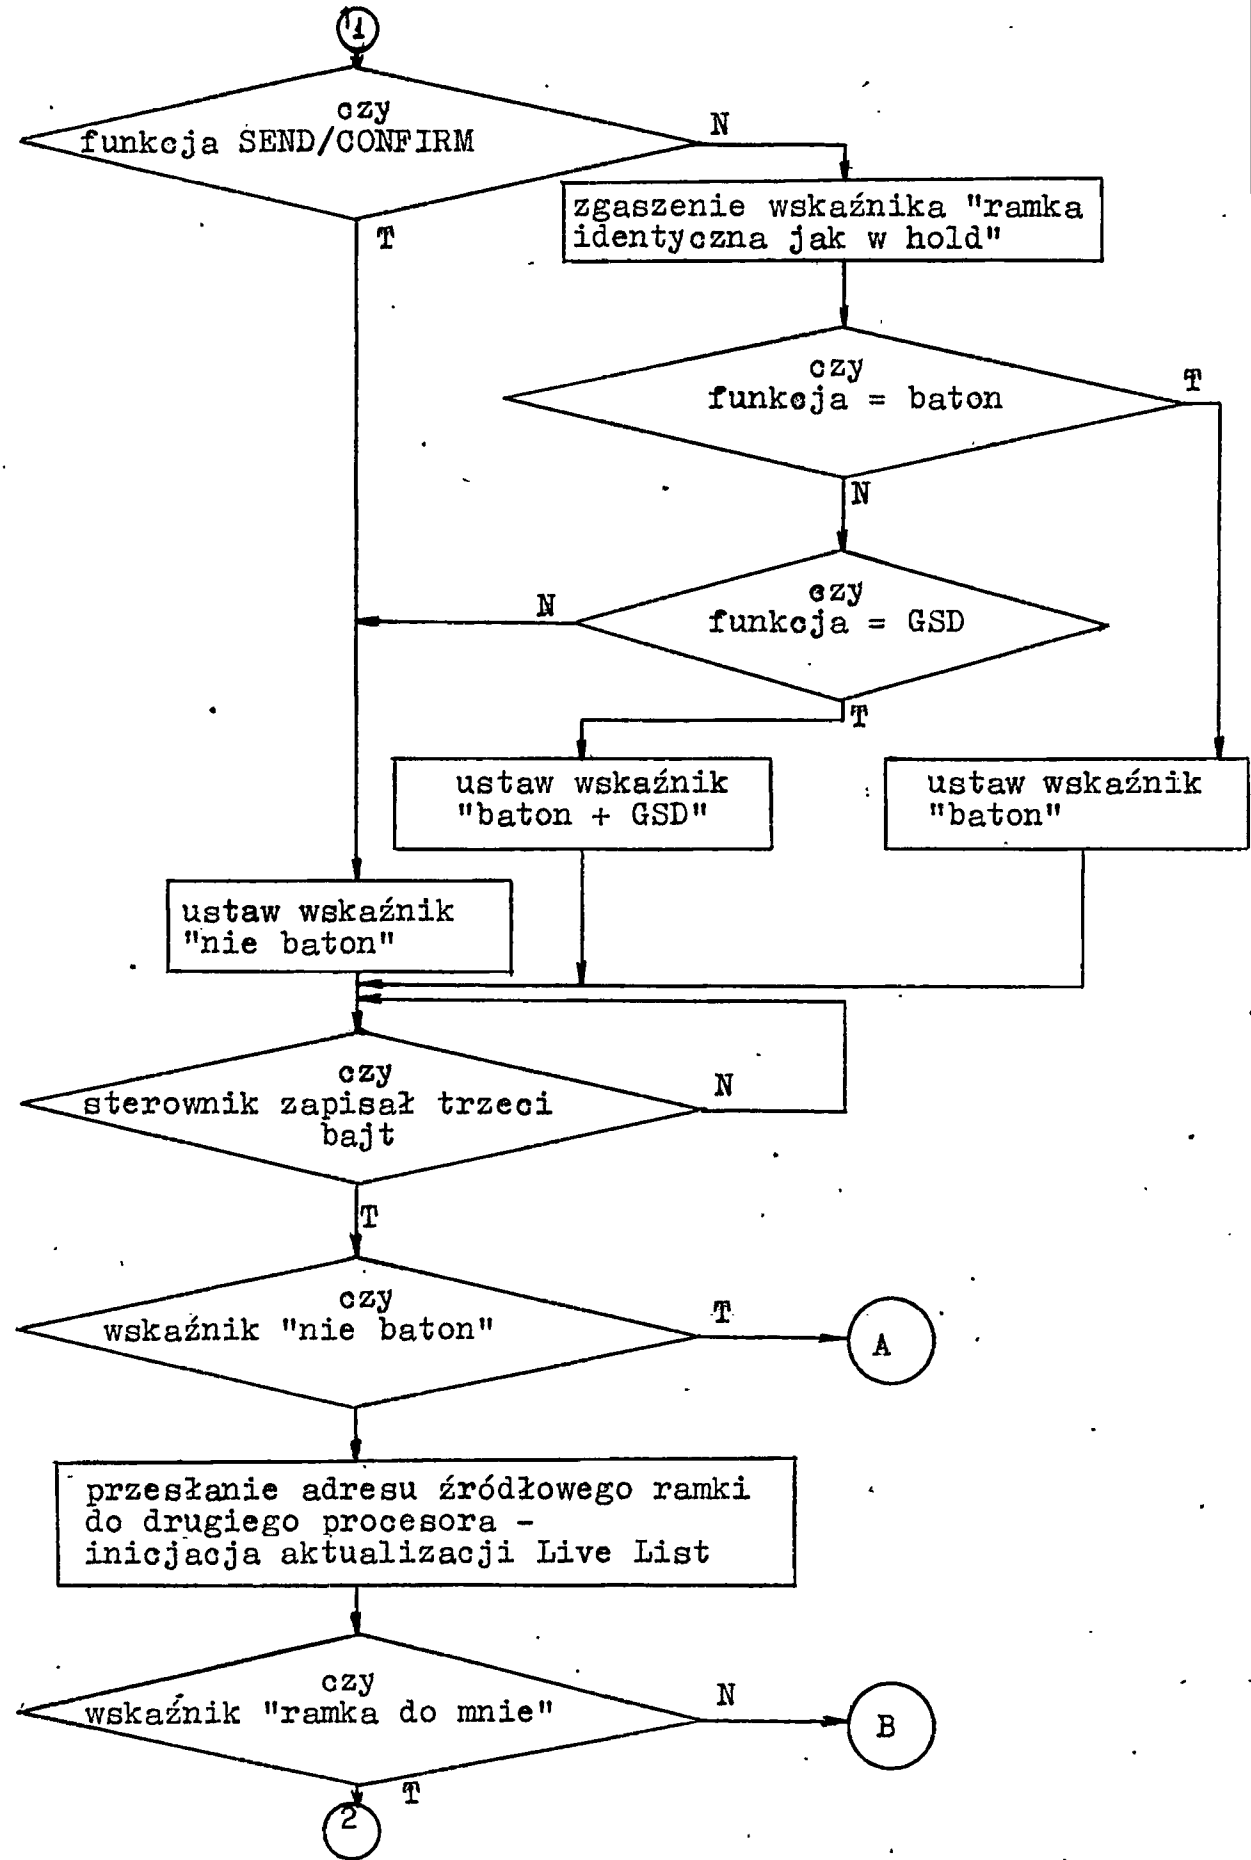 1
czy
funkcja SEND/CONFIRM
N
T
zgaszenie wskaźnika "ramka
identyczna jak w hold"
czy
funkcja = baton
T
N
czy
funkcja = GSD
N
T
ustaw wskaźnik
"baton + GSD"
ustaw wskaźnik
"baton"
ustaw wskaźnik
"nie baton"
czy
sterownik zapisał trzeci
bajt
N
T
czy
wskaźnik "nie baton"
T
A
przesłanie adresu źródłowego ramki
do drugiego procesora -
inicjacja aktualizacji Live List
czy
wskaźnik "ramka do mnie"
N
B
T
2